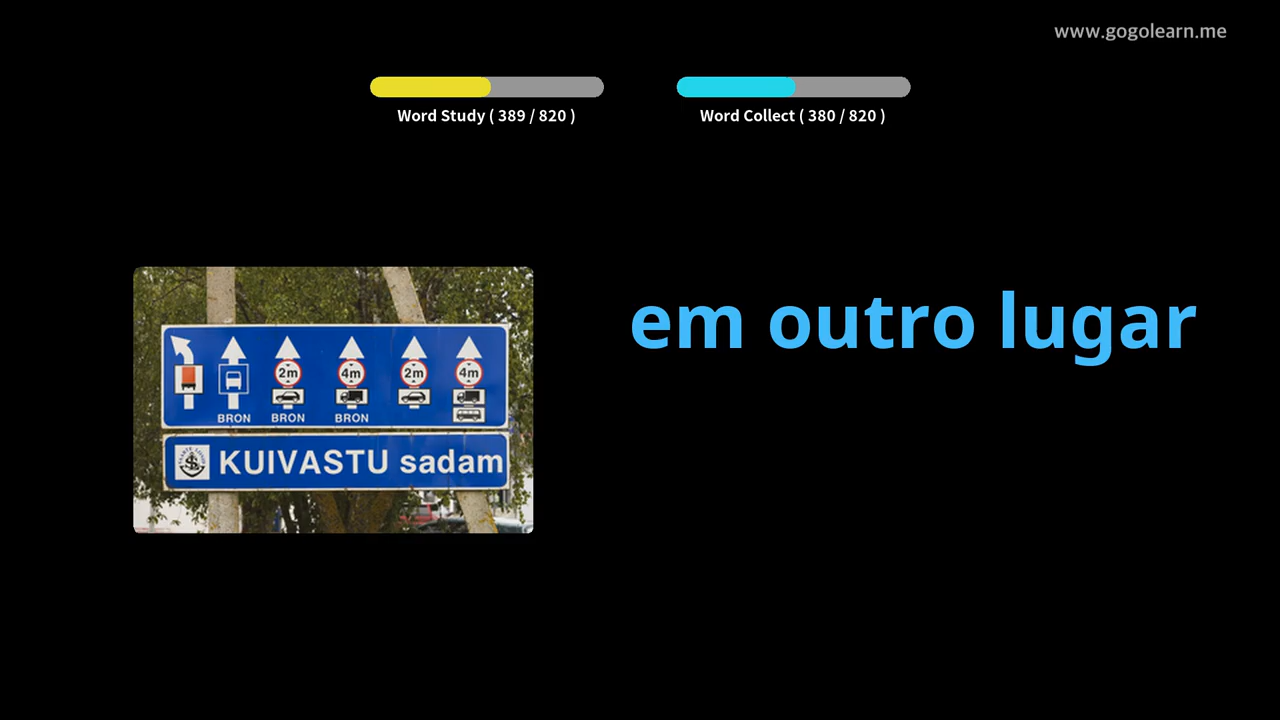 www.gogolearn.me
Word Study ( 389 / 820 )
Word Collect ( 380 / 820 )
em outro lugar
2m 4m 2m 4m
BRON BRON BRON
KUIVASTU sadam